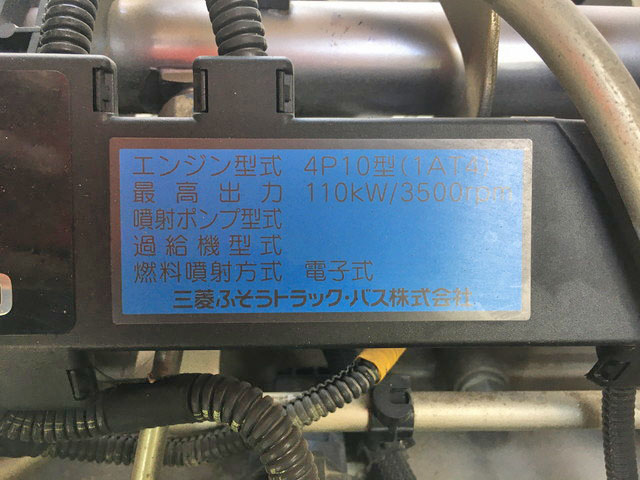 エンジン型式 4P10型(1AT4)
最高出力 110kW/3500rpm
噴射ポンプ型式
過給機型式
燃料噴射方式 電子式
三菱ふそうトラック・バス株式会社